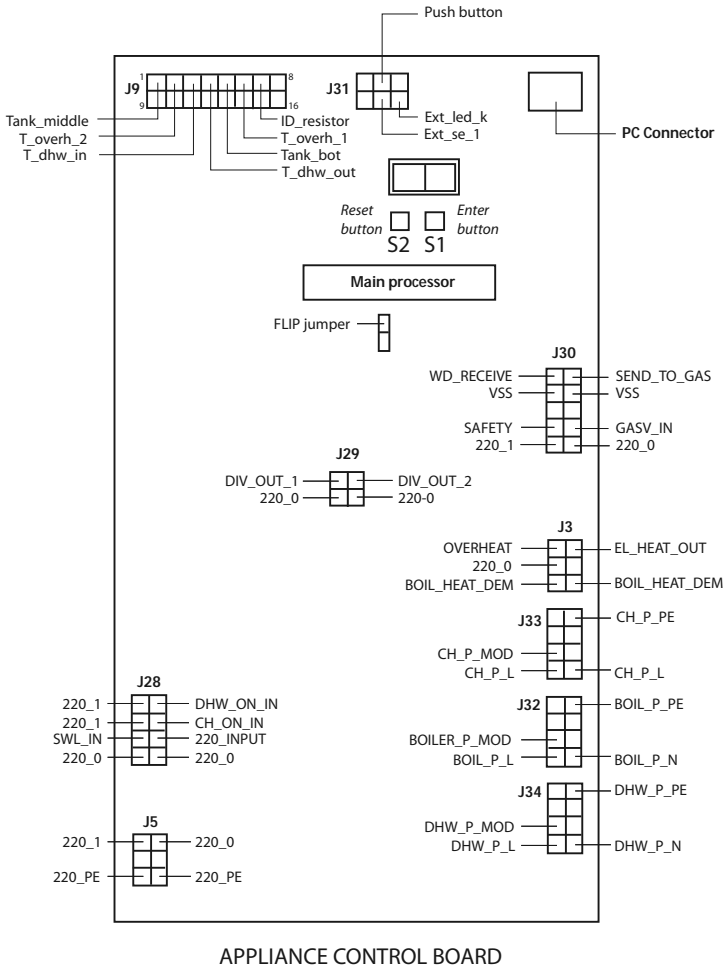 Push button
J9
1
8
9
16
J31
Tank_middle
T_overh_2
T_dhw_in
ID_resistor
T_overh_1
Tank_bot
T_dhw_out
Ext_led_k
Ext_se_1
PC Connector
Reset button
Enter button
S2 S1
Main processor
FLIP jumper
J30
WD_RECEIVE
SEND_TO_GAS
VSS
VSS
SAFETY
GASV_IN
220_1
220_0
J29
DIV_OUT_1
DIV_OUT_2
220_0
220-0
J3
OVERHEAT
EL_HEAT_OUT
220_0
BOIL_HEAT_DEM
BOIL_HEAT_DEM
J33
CH_P_PE
CH_P_MOD
CH_P_L
CH_P_L
J28
220_1
DHW_ON_IN
220_1
CH_ON_IN
SWL_IN
220_INPUT
220_0
220_0
J32
BOIL_P_PE
BOILER_P_MOD
BOIL_P_L
BOIL_P_N
J34
DHW_P_PE
DHW_P_MOD
DHW_P_L
DHW_P_N
J5
220_1
220_0
220_PE
220_PE
APPLIANCE CONTROL BOARD